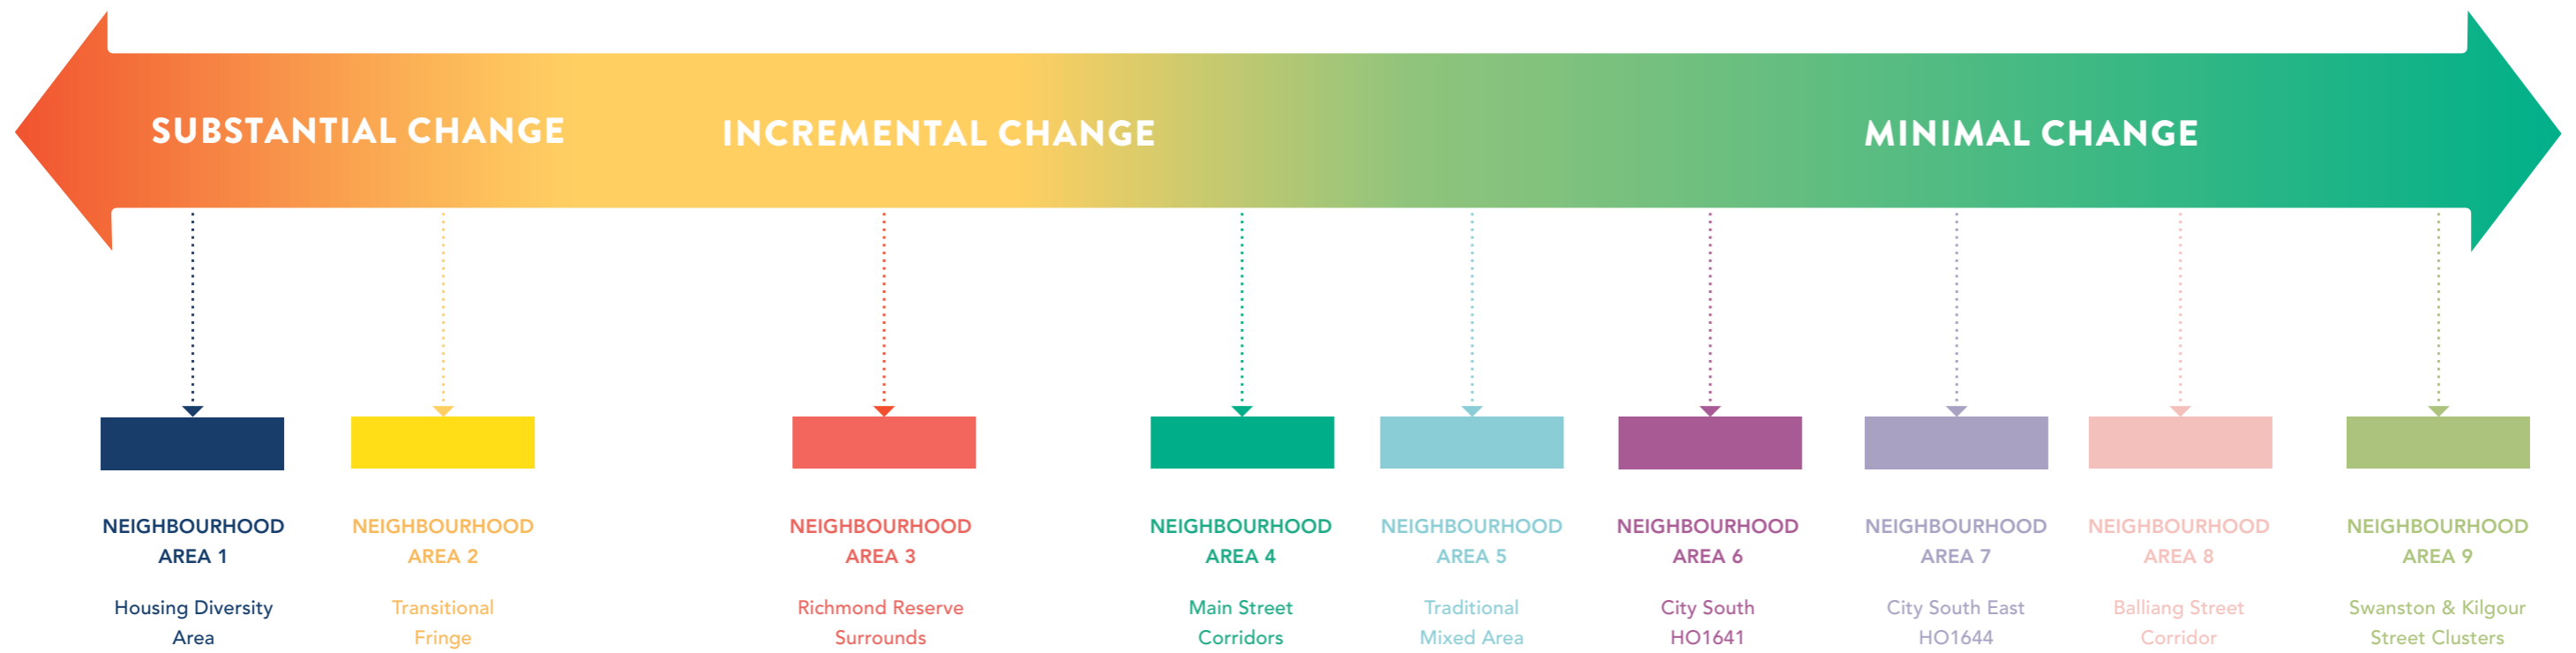 SUBSTANTIAL CHANGE
INCREMENTAL CHANGE
MINIMAL CHANGE
NEIGHBOURHOOD
AREA 1
Housing Diversity
Area
NEIGHBOURHOOD
AREA 2
Transitional
Fringe
NEIGHBOURHOOD
AREA 3
Richmond Reserve
Surrounds
NEIGHBOURHOOD
AREA 4
Main Street
Corridors
NEIGHBOURHOOD
AREA 5
Traditional
Mixed Area
NEIGHBOURHOOD
AREA 6
City South
HO1641
NEIGHBOURHOOD
AREA 7
City South East
HO1644
NEIGHBOURHOOD
AREA 8
Balliang Street
Corridor
NEIGHBOURHOOD
AREA 9
Swanston & Kilgour
Street Clusters